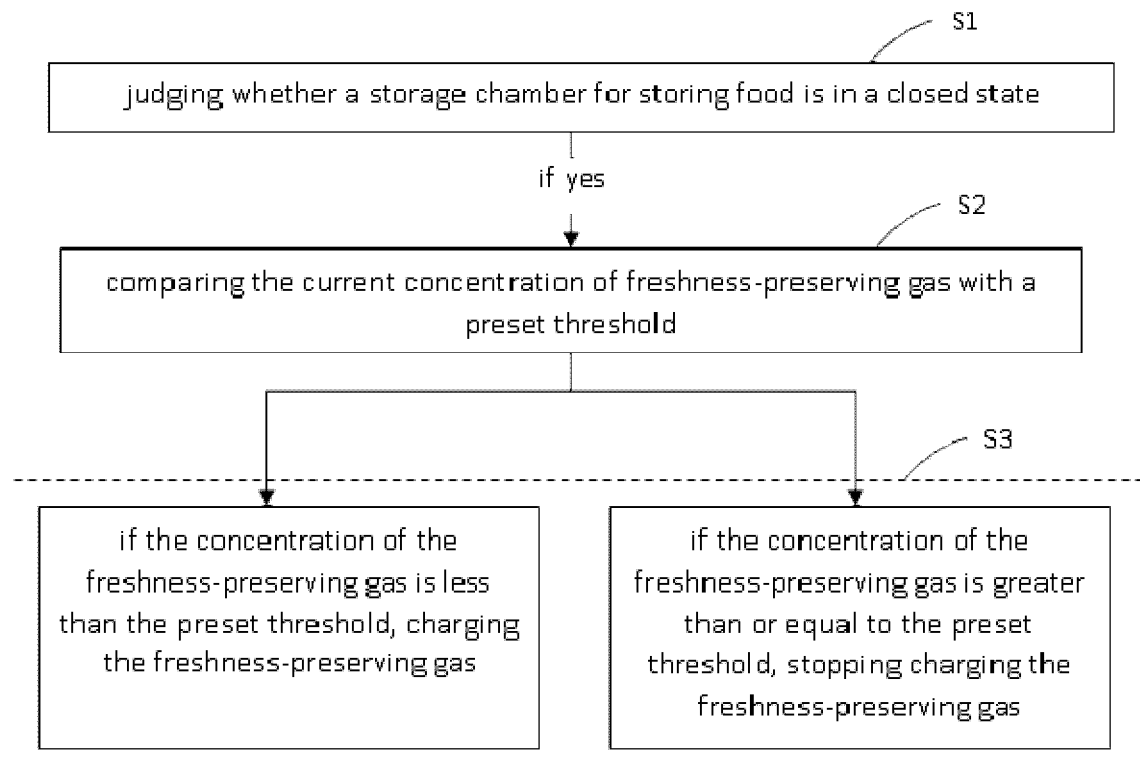 S1
judging whether a storage chamber for storing food is in a closed state
if yes
S2
comparing the current concentration of freshness-preserving gas with a
preset threshold
S3
if the concentration of the
freshness-preserving gas is less
than the preset threshold, charging
the freshness-preserving gas
if the concentration of the
freshness-preserving gas is greater
than or equal to the preset
threshold, stopping charging the
freshness-preserving gas